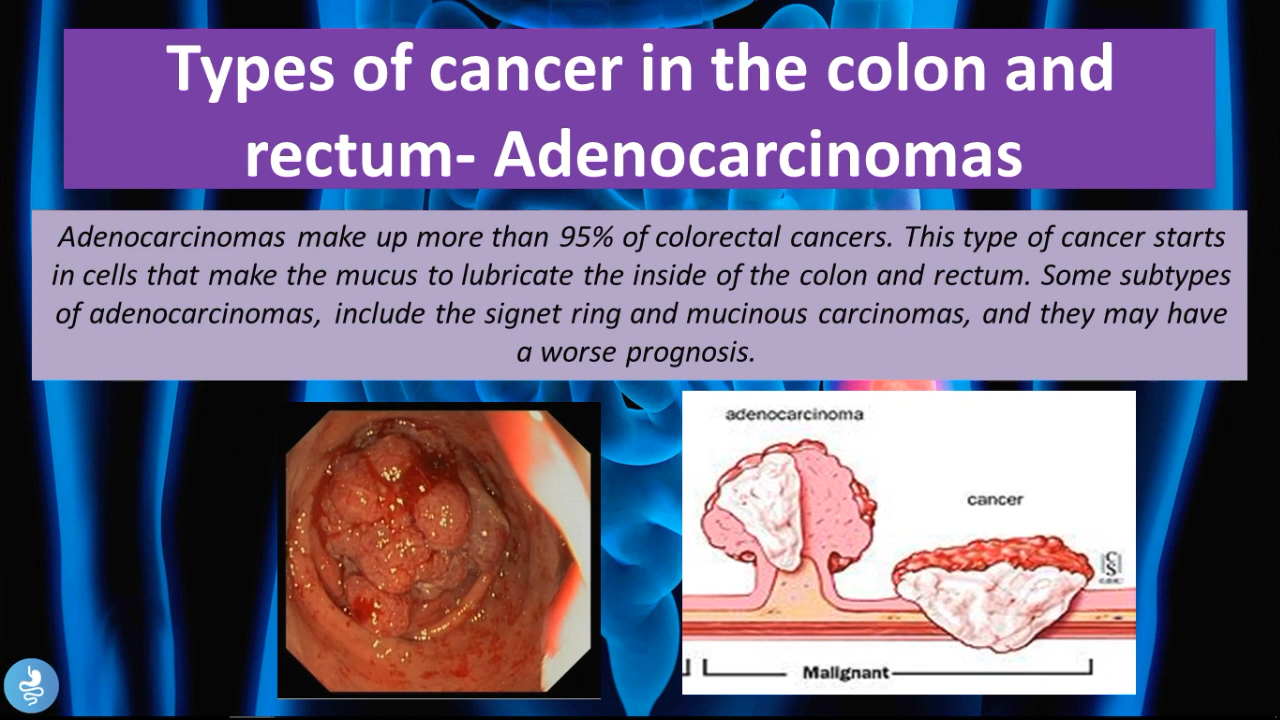 Types of cancer in the colon and
rectum- Adenocarcinomas
Adenocarcinomas make up more than 95% of colorectal cancers. This type of cancer starts
in cells that make the mucus to lubricate the inside of the colon and rectum. Some subtypes
of adenocarcinomas, include the signet ring and mucinous carcinomas, and they may have
a worse prognosis.
adenocarcinoma
cancer
Malignant